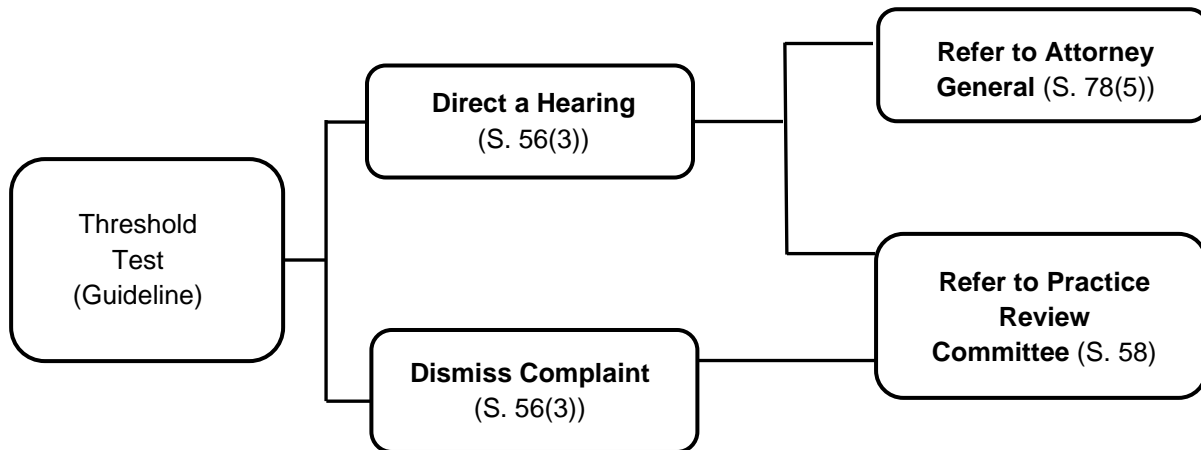 Threshold
Test
(Guideline)
Direct a Hearing
(S. 56(3))
Dismiss Complaint
(S. 56(3))
Refer to Attorney
General (S. 78(5))
Refer to Practice
Review
Committee (S. 58)